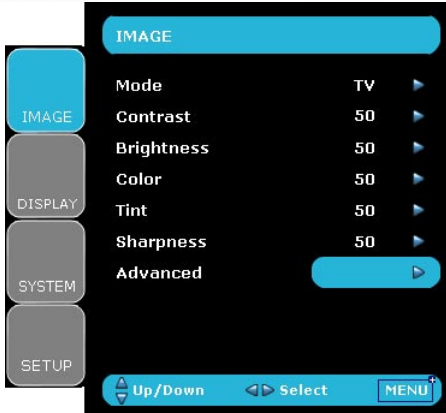 IMAGE
IMAGE
DISPLAY
SYSTEM
SETUP
Mode TV
Contrast 50
Brightness 50
Color 50
Tint 50
Sharpness 50
Advanced
Up/Down Select MENU